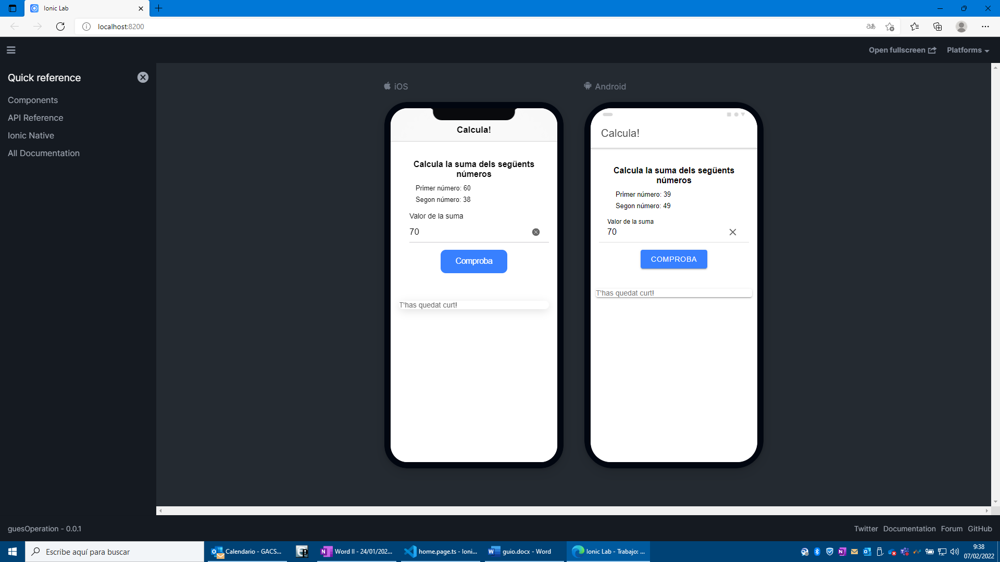 Ionic Lab
localhost:8200
aあ
Open fullscreen
Platforms
Quick reference
Components
API Reference
Ionic Native
All Documentation
iOS
Calcula!
Calcula la suma dels següents
números
Primer número: 60
Segon número: 38
Valor de la suma
70
Comproba
T'has quedat curt!
Android
Calcula!
Calcula la suma dels següents
números
Primer número: 39
Segon número: 49
Valor de la suma
70
COMPROBA
T'has quedat curt!
guesOperation - 0.0.1
Twitter Documentation Forum GitHub
Escribe aquí para buscar
Calendario - GACS...
Word II - 24/01/202...
home.page.ts - Ioni...
guio.docx - Word
Ionic Lab - Trabajo: ...
9:38
07/02/2022